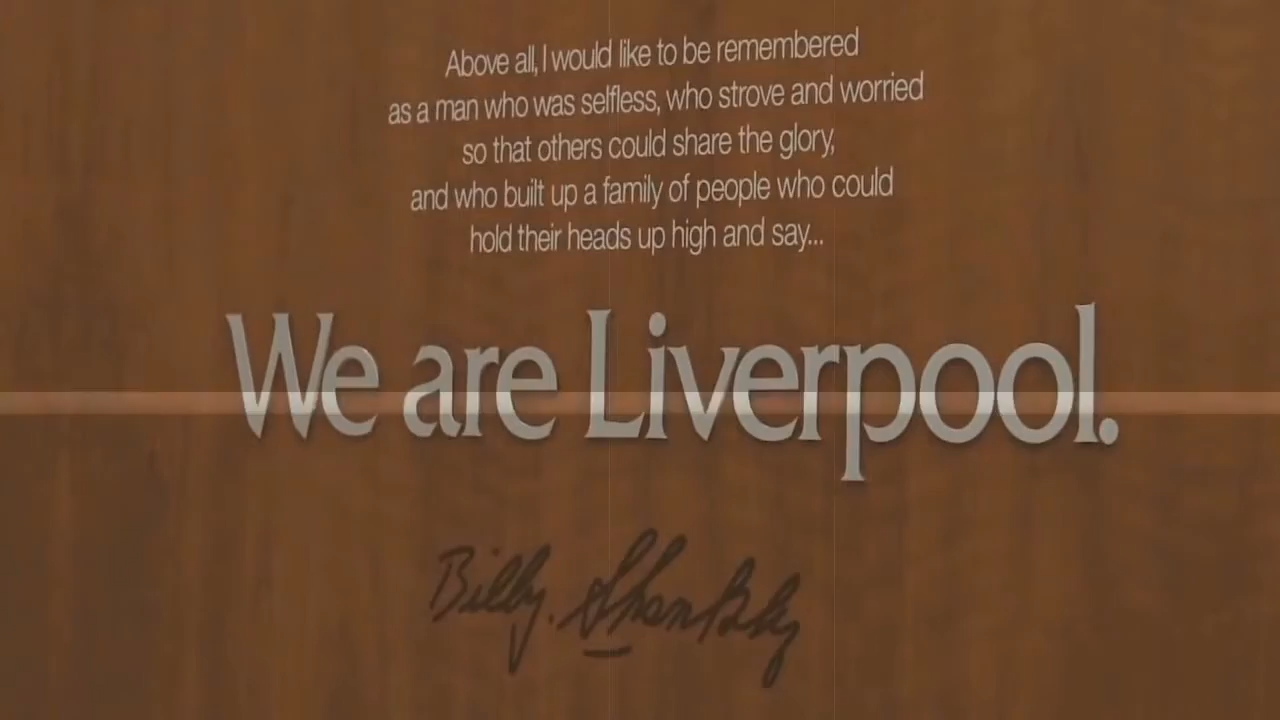 Above all, I would like to be remembered
as a man who was selfless, who strove and worried
so that others could share the glory,
and who built up a family of people who could
hold their heads up high and say...
We are Liverpool.
Billy. Shankly